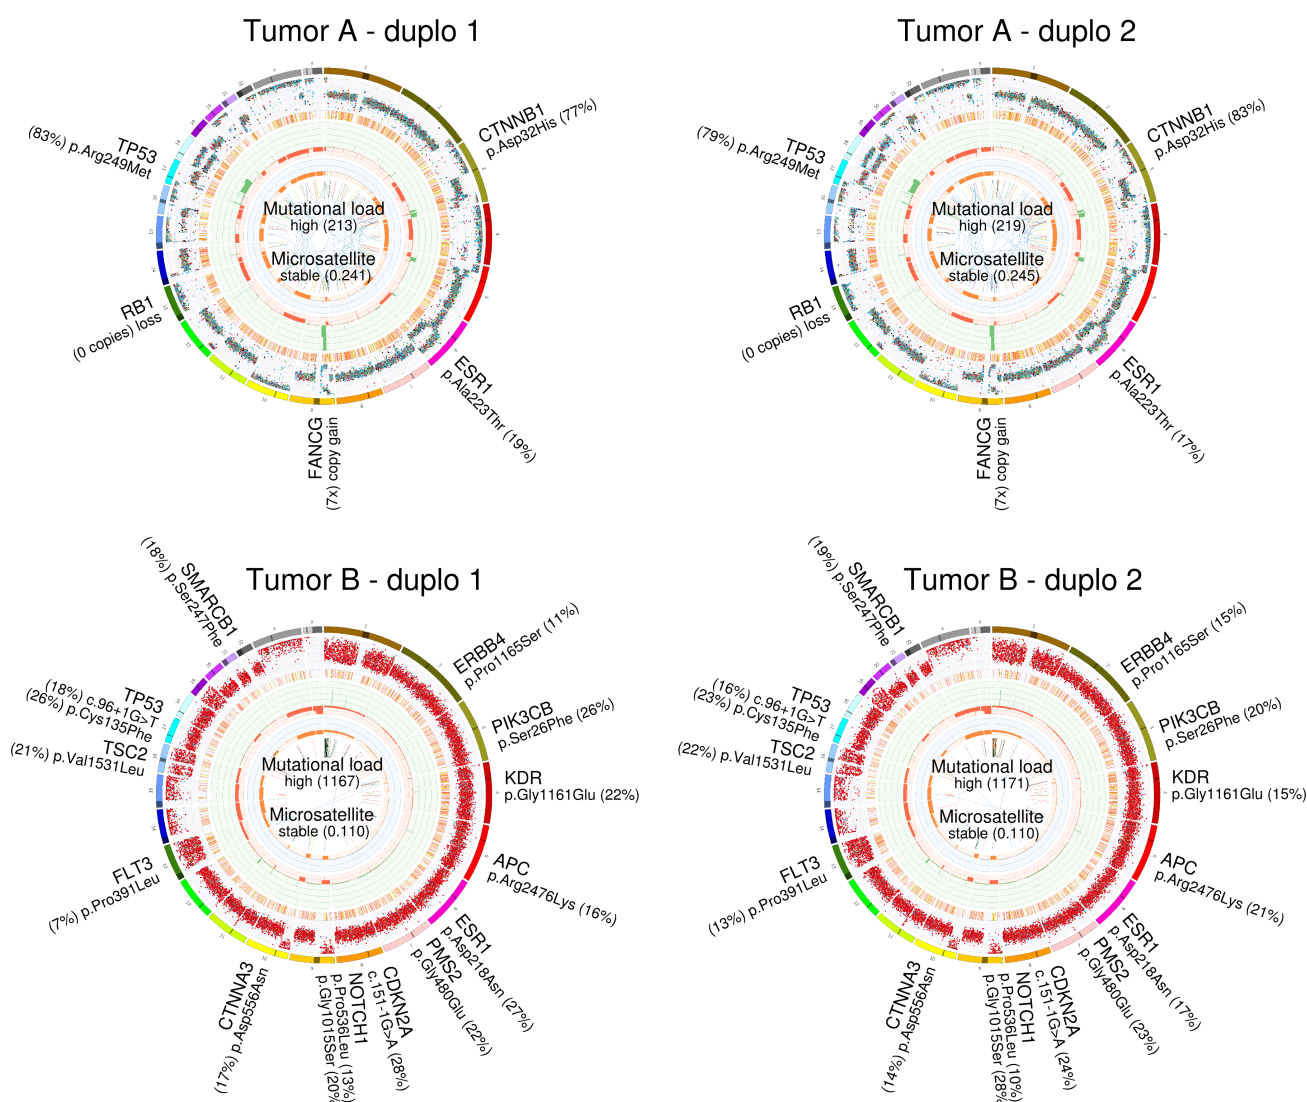 Tumor A - duplo 1
CTNNB1
p.Asp32His (77%)
TP53
(83%) p.Arg249Met
Mutational load
high (213)
Microsatellite
stable (0.241)
RB1
(0 copies) loss
ESR1
p.Ala223Thr (19%)
FANCG
(7x) copy gain
Tumor A - duplo 2
CTNNB1
p.Asp32His (83%)
TP53
(79%) p.Arg249Met
Mutational load
high (219)
Microsatellite
stable (0.245)
RB1
(0 copies) loss
ESR1
p.Ala223Thr (17%)
FANCG
(7x) copy gain
Tumor B - duplo 1
SMARCB1
(18%) p.Ser247Phe
ERBB4
p.Pro1165Ser (11%)
TP53
(18%) c.96+1G>T
(26%) p.Cys135Phe
PIK3CB
p.Ser26Phe (26%)
TSC2
(21%) p.Val1531Leu
KDR
p.Gly1161Glu (22%)
Mutational load
high (1167)
Microsatellite
stable (0.110)
FLT3
(7%) p.Pro391Leu
APC
p.Arg2476Lys (16%)
ESR1
p.Asp218Asn (27%)
PMS2
p.Gly480Glu (22%)
CDKN2A
c.151-1G>A (28%)
NOTCH1
p.Pro536Leu (13%)
p.Gly1015Ser (20%)
CTNNA3
(17%) p.Asp556Asn
Tumor B - duplo 2
SMARCB1
(19%) p.Ser247Phe
ERBB4
p.Pro1165Ser (15%)
TP53
(16%) c.96+1G>T
(23%) p.Cys135Phe
PIK3CB
p.Ser26Phe (20%)
TSC2
(22%) p.Val1531Leu
KDR
p.Gly1161Glu (15%)
Mutational load
high (1171)
Microsatellite
stable (0.110)
FLT3
(13%) p.Pro391Leu
APC
p.Arg2476Lys (21%)
ESR1
p.Asp218Asn (17%)
PMS2
p.Gly480Glu (23%)
CDKN2A
c.151-1G>A (24%)
NOTCH1
p.Pro536Leu (10%)
p.Gly1015Ser (28%
CTNNA3
(14%) p.Asp556Asn